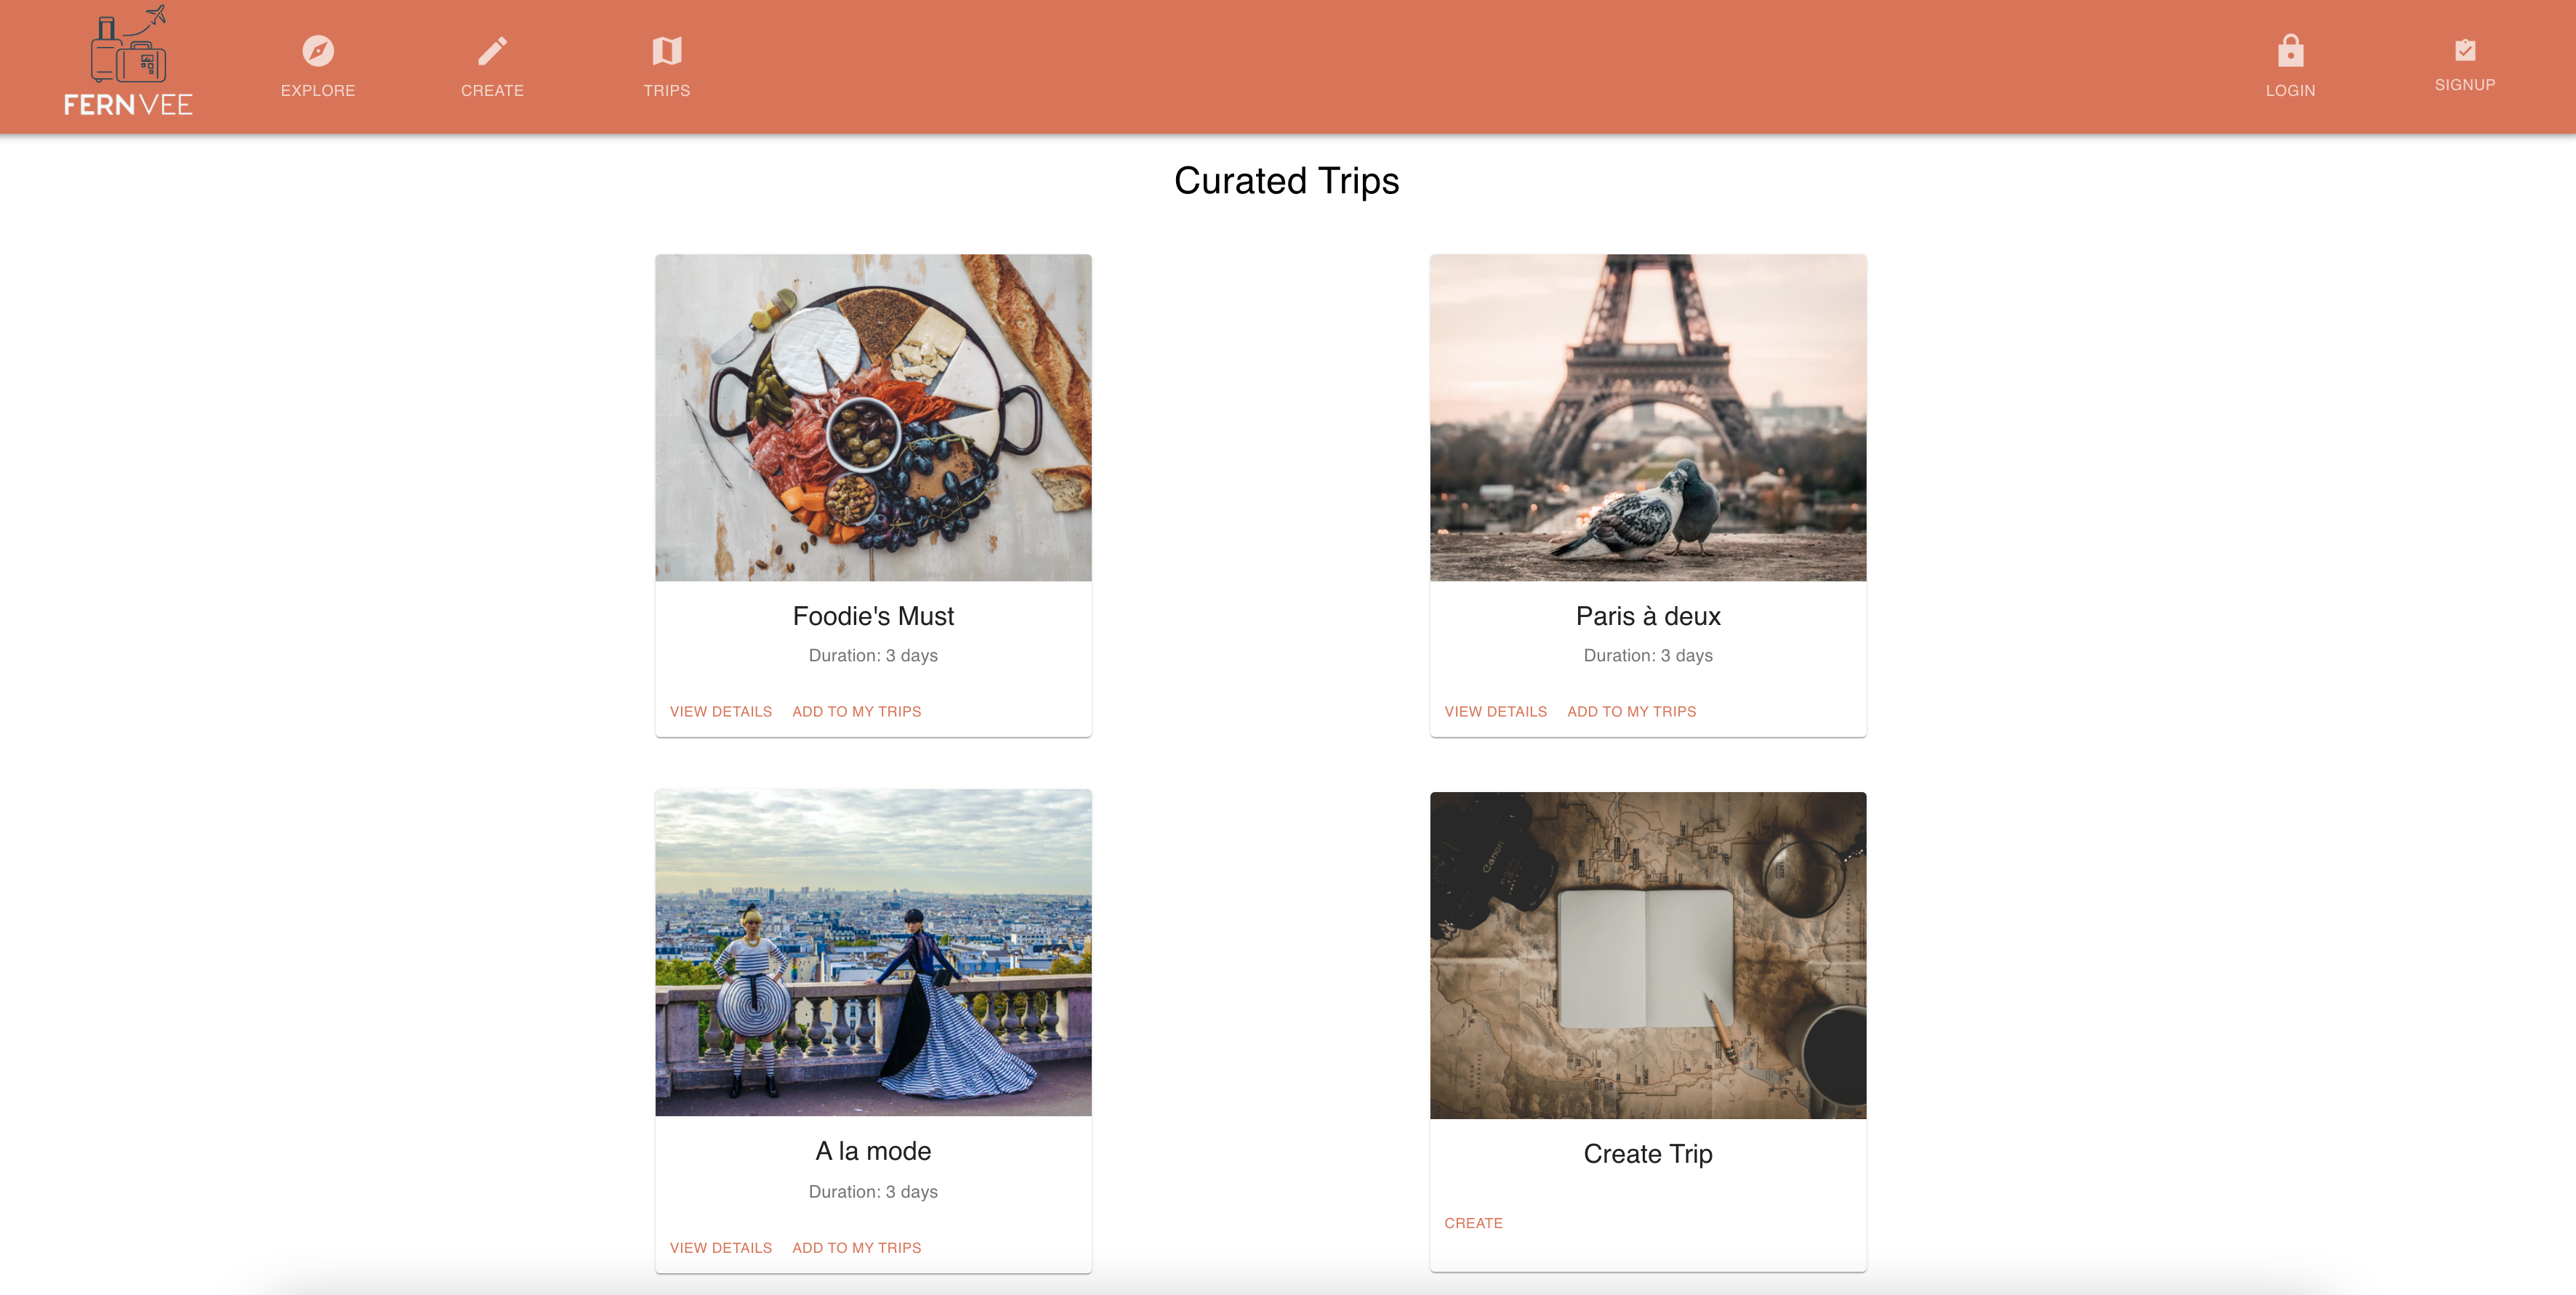 FERNVEE
EXPLORE
CREATE
TRIPS
LOGIN
SIGNUP
Curated Trips
Foodie's Must
Duration: 3 days
VIEW DETAILS ADD TO MY TRIPS
Paris à deux
Duration: 3 days
VIEW DETAILS ADD TO MY TRIPS
A la mode
Duration: 3 days
VIEW DETAILS ADD TO MY TRIPS
Canon
Create Trip
CREATE